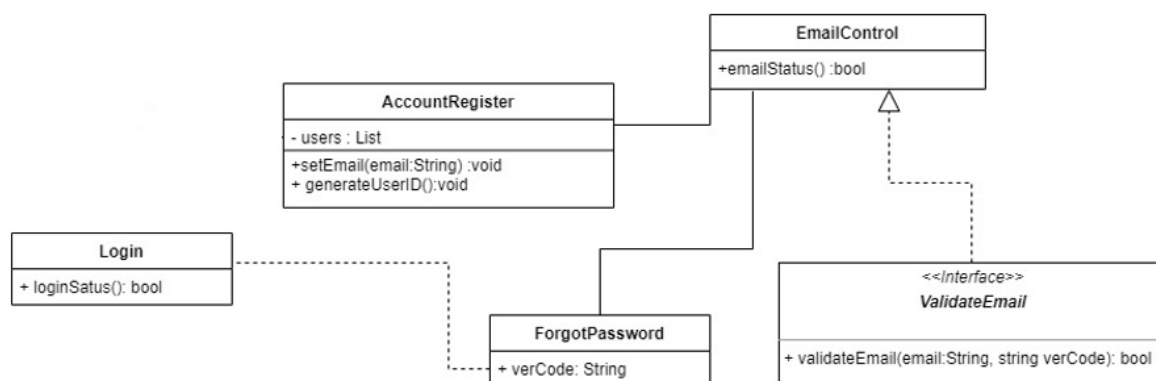 EmailControl
+emailStatus() :bool
AccountRegister
- users : List
+setEmail(email:String) :void
+ generateUserID():void
Login
+ loginSatus(): bool
<<Interface>>
ValidateEmail
+ validateEmail(email:String, string verCode): bool
ForgotPassword
+ verCode: String